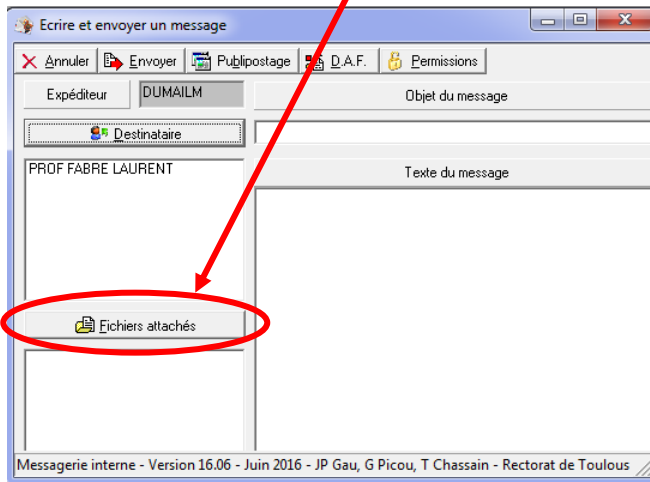 Ecrire et envoyer un message
Annuler Envoyer Publipostage D.A.F. Permissions
Expéditeur DUMAILM Objet du message
Destinataire
PROF FABRE LAURENT Texte du message
Fichiers attachés
Messagerie interne - Version 16.06 - Juin 2016 - JP Gau, G Picou, T Chassain - Rectorat de Toulous